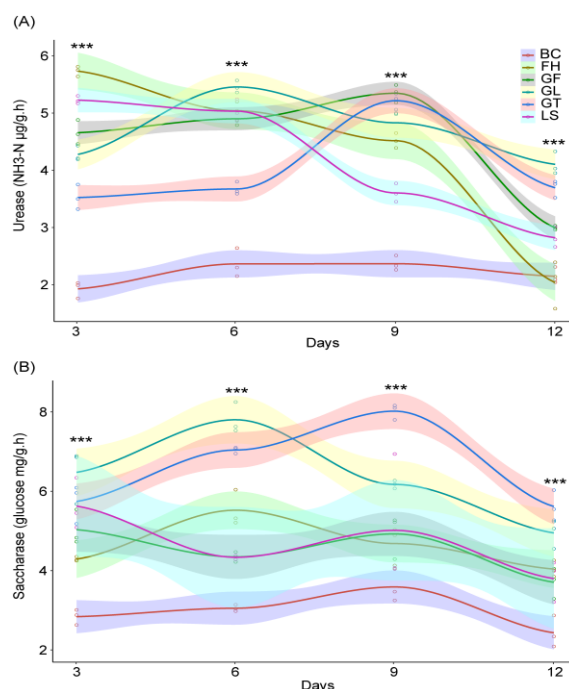 (A)
***
***
***
***
BC
FH
GF
GL
GT
LS
6
5
4
3
2
Urease (NH3-N µg/g.h)
3
6
9
12
Days
(B)
***
***
***
***
8
6
4
2
Saccharase (glucose mg/g.h)
3
6
9
12
Days